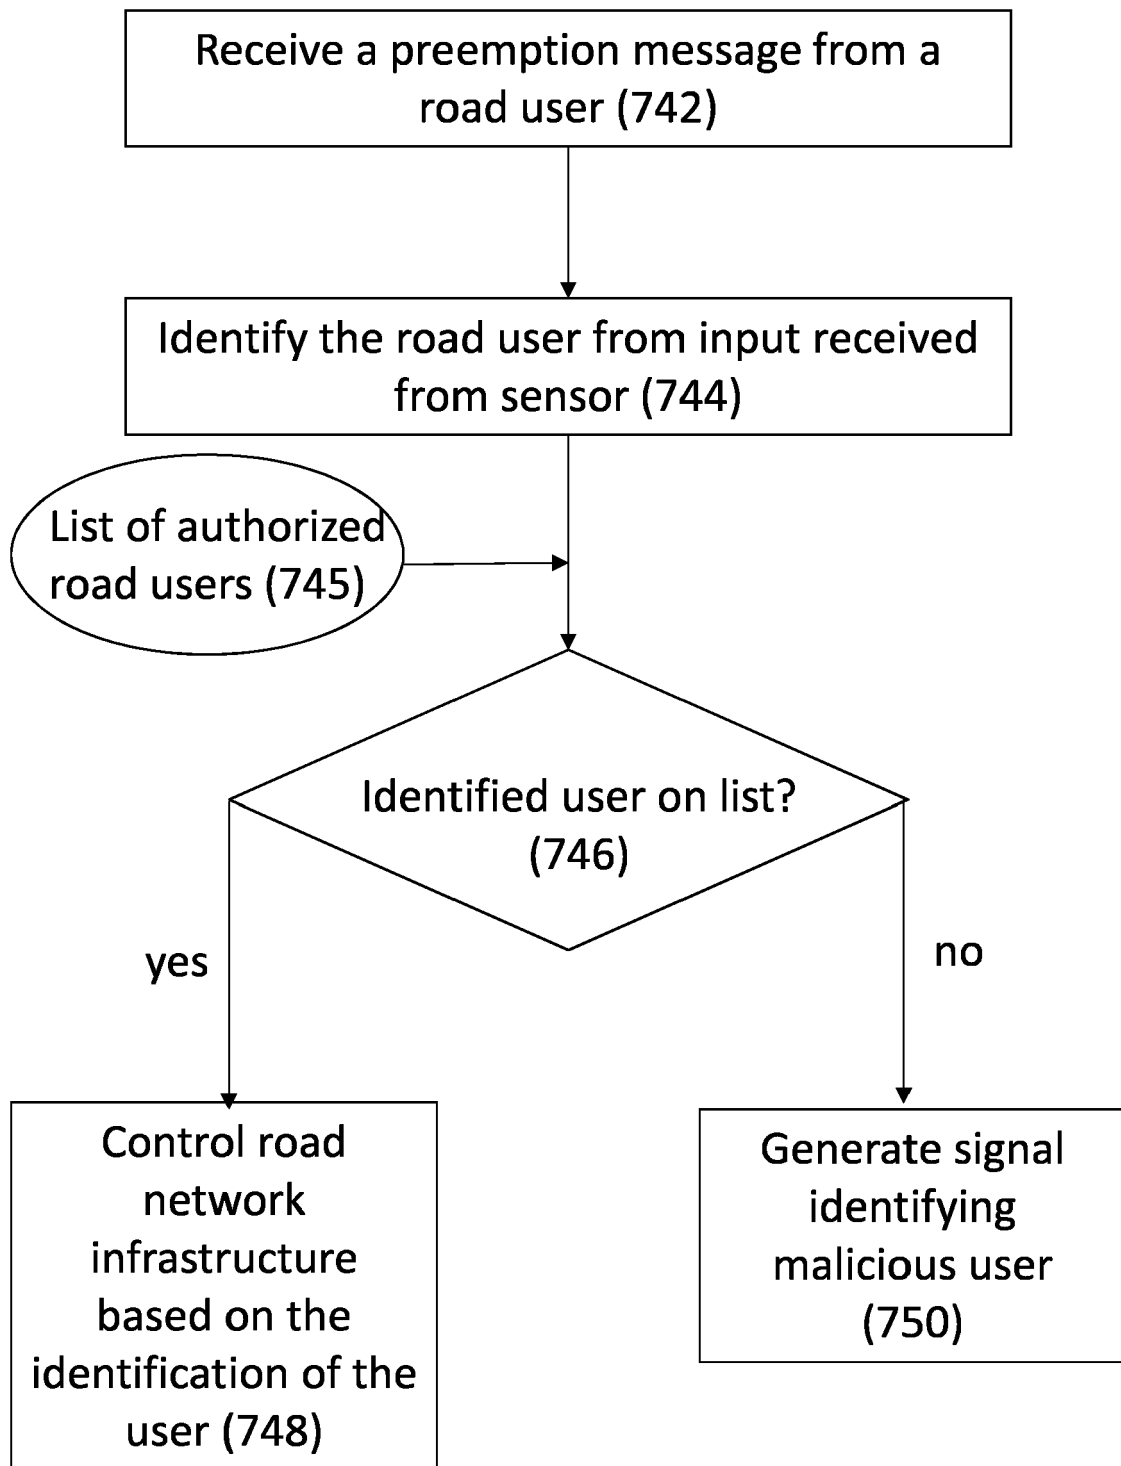 Receive a preemption message from a
road user (742)
Identify the road user from input received
from sensor (744)
List of authorized
road users (745)
Identified user on list?
(746)
yes
no
Control road
network
infrastructure
based on the
identification of the
user (748)
Generate signal
identifying
malicious user
(750)